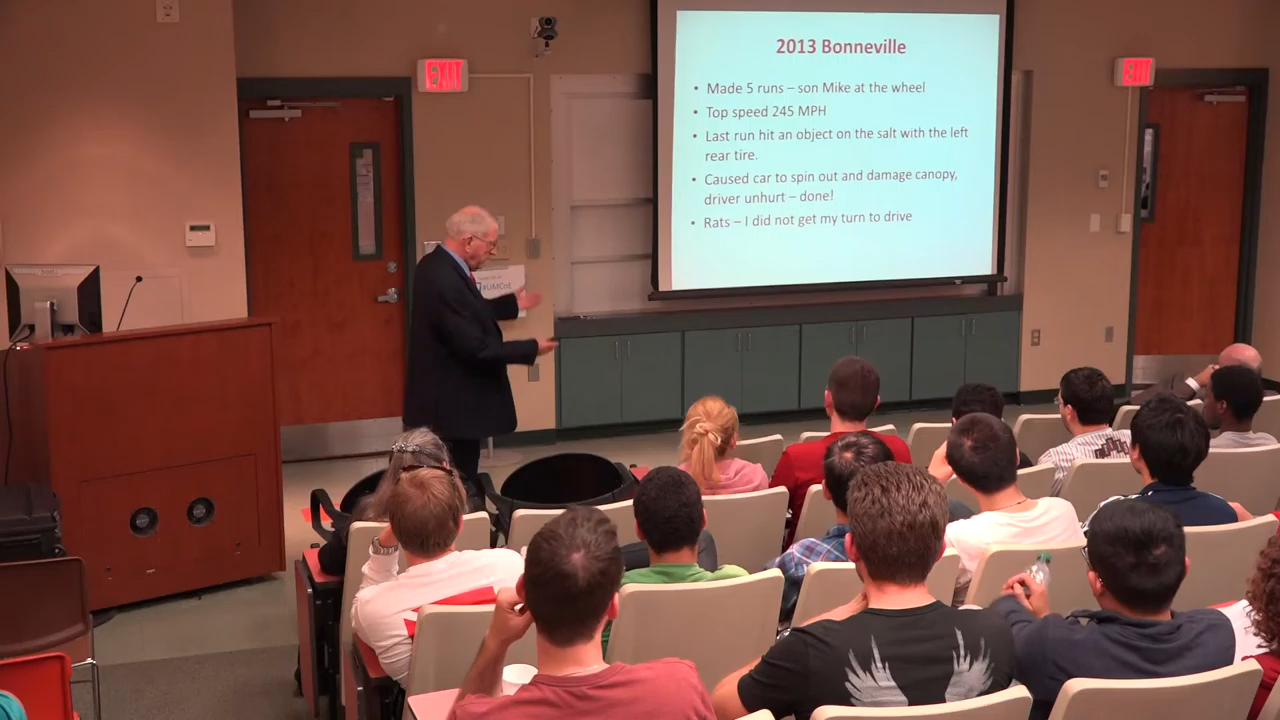 EXIT
EXIT
2013 Bonneville
• Made 5 runs – son Mike at the wheel
• Top speed 245 MPH
• Last run hit an object on the salt with the left
rear tire.
• Caused car to spin out and damage canopy,
driver unhurt – done!
• Rats – I did not get my turn to drive
#UMCoE